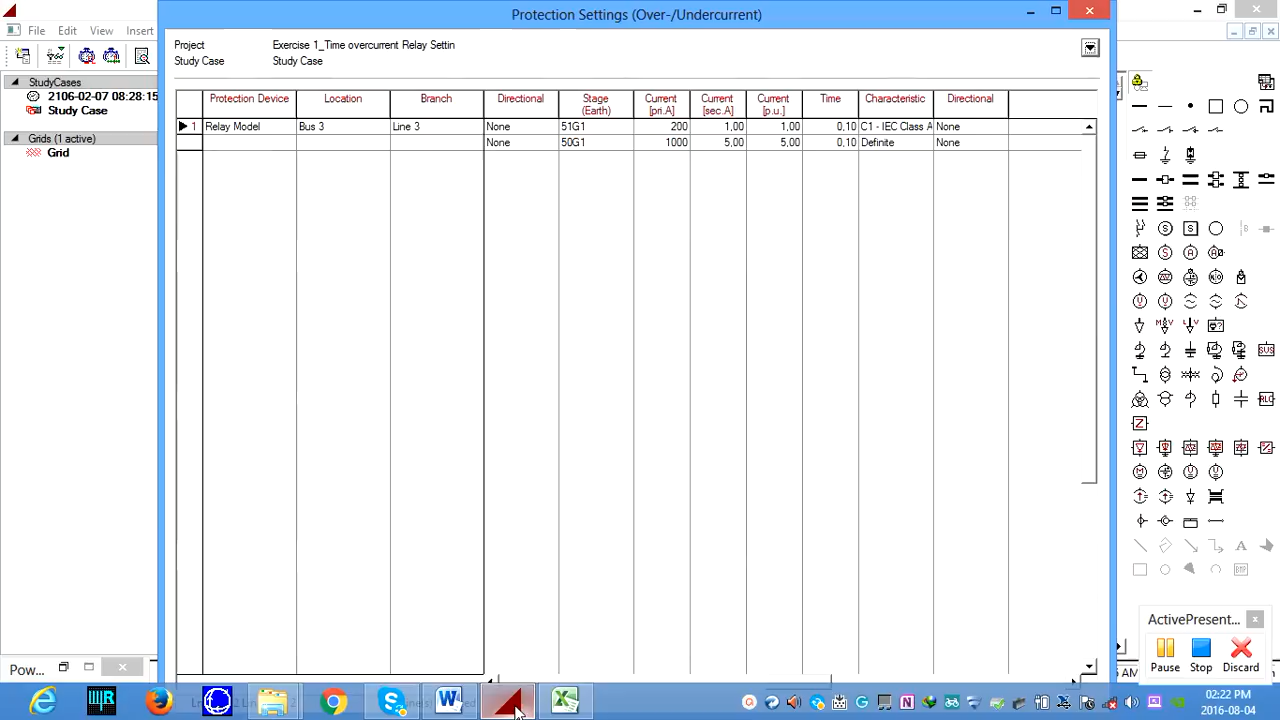 Protection Settings (Over-/Undercurrent)
File Edit View Insert
Project Exercise 1_Time overcurrent Relay Settin
Study Case Study Case
StudyCases
2106-02-07 08:28:15
Study Case
Grids (1 active)
Grid
Protection Device Location Branch Directional Stage (Earth) Current [pri.A] Current [sec.A] Current [p.u.] Time Characteristic Directional
1 Relay Model Bus 3 Line 3 None 51G1 200 1,00 1,00 0,10 C1 - IEC Class A None
None 50G1 1000 5,00 5,00 0,10 Definite None
ActivePresent...
Pause Stop Discard
Pow...
02:22 PM
2016-08-04